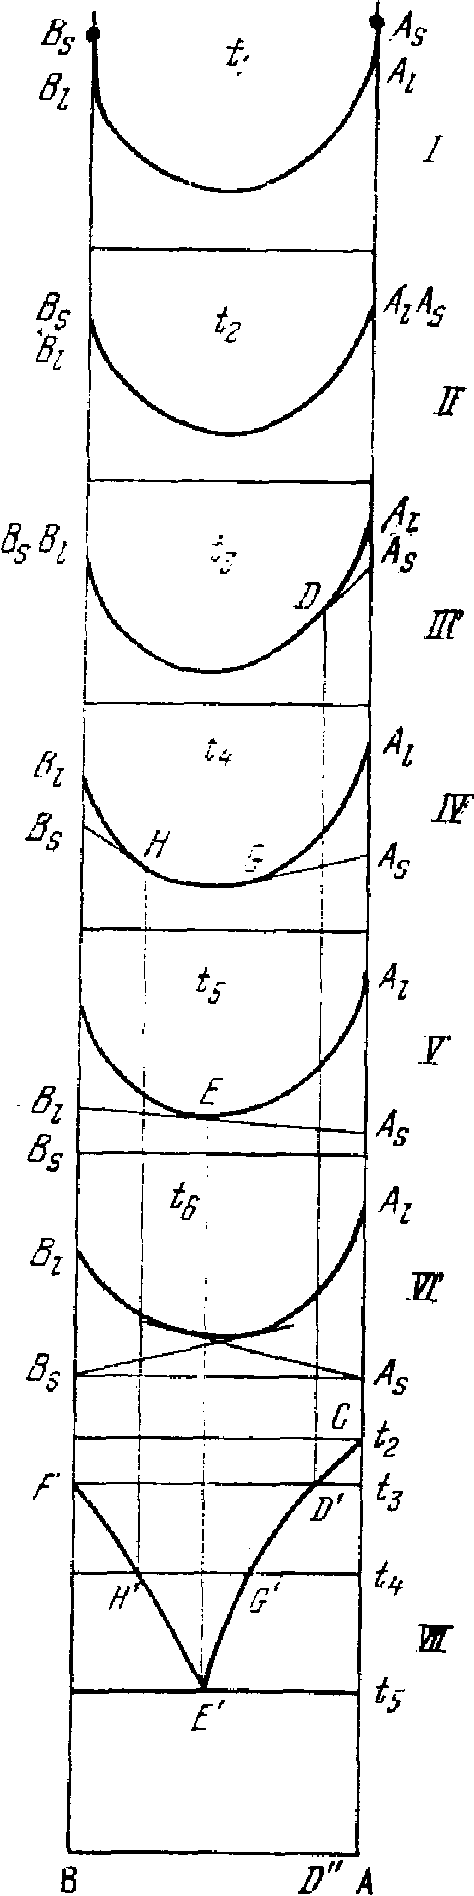 B_s t_1 A_s
B_l A_l
I
B_s t_2 A_l A_s
B_l
II
B_s B_l t_3 A_l
D A_s
III
B_l t_4 A_l
B_s H G A_s
IV
t_5 A_l
V
B_l E A_s
B_s
t_6 A_l
B_l
VI
B_s A_s
C t_2
F D' t_3
H' G' t_4
VII
E' t_5
B D'' A